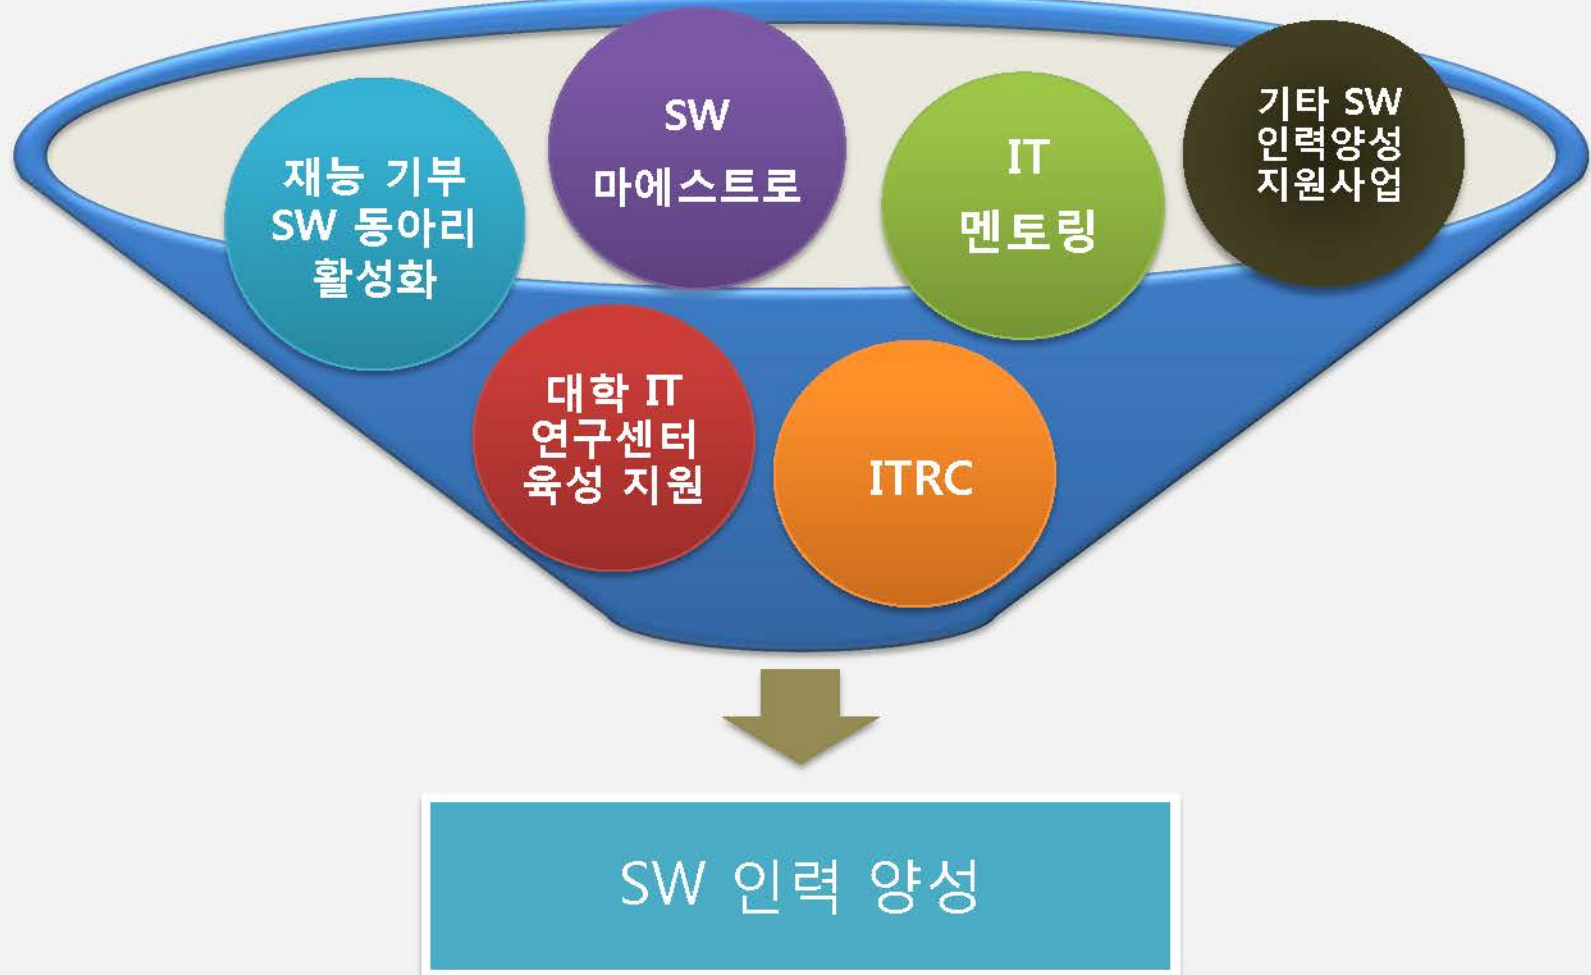 재능 기부
SW 동아리
활성화
SW
마에스트로
IT
멘토링
기타 SW
인력양성
지원사업
대학 IT
연구센터
육성 지원
ITRC
SW 인력 양성